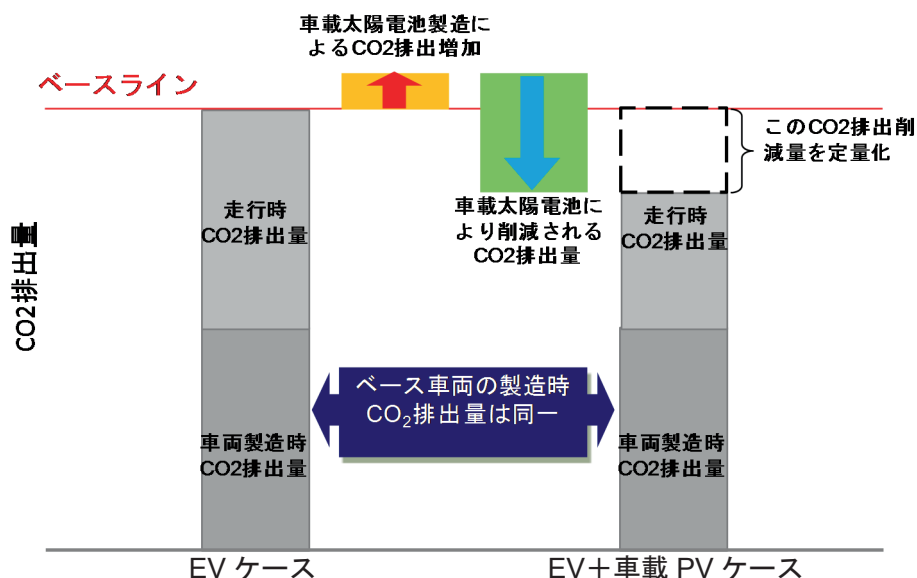 車載太陽電池製造に
よるCO2排出増加
ベースライン
このCO2排出削
減量を定量化
走行時
CO2排出量
車載太陽電池に
より削減される
CO2排出量
走行時
CO2排出量
CO2排出量
ベース車両の製造時
CO₂排出量は同一
車両製造時
CO2排出量
車両製造時
CO2排出量
EV ケース
EV＋車載 PV ケース